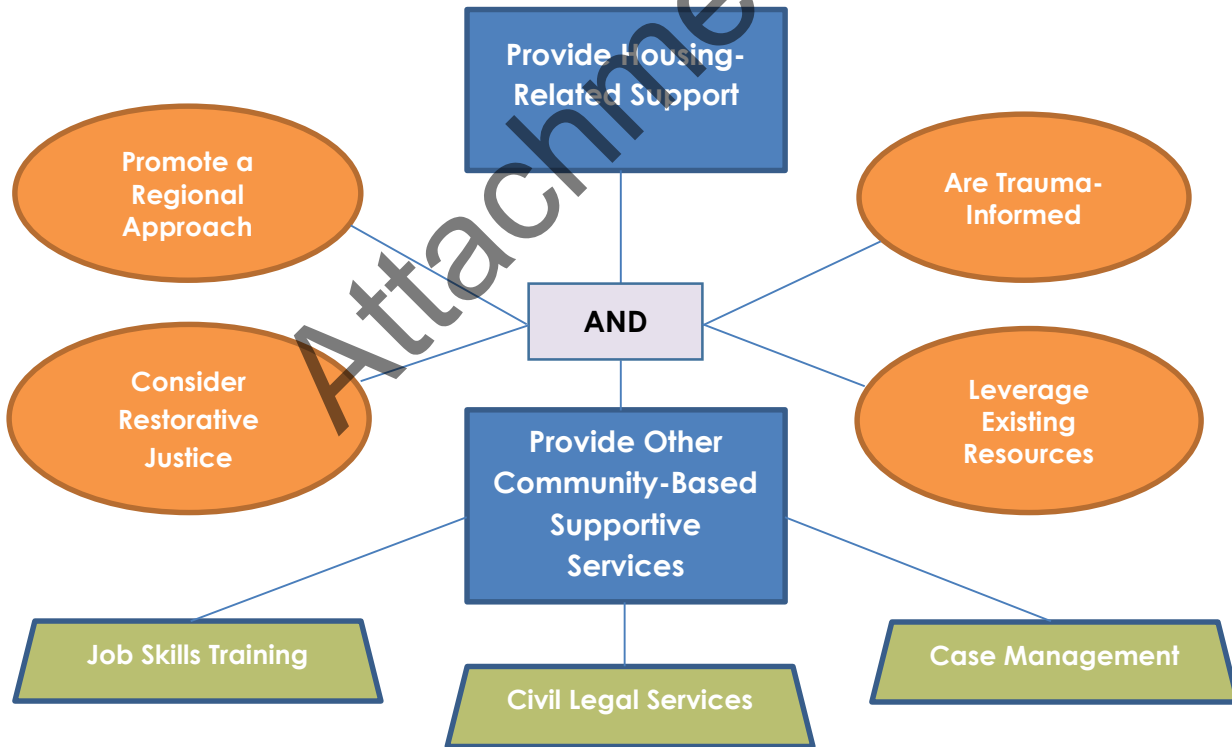 Provide Housing-
Related Support
Promote a
Regional
Approach
Are Trauma-
Informed
AND
Consider
Restorative
Justice
Leverage
Existing
Resources
Provide Other
Community-Based
Supportive
Services
Job Skills Training
Civil Legal Services
Case Management
Attachme